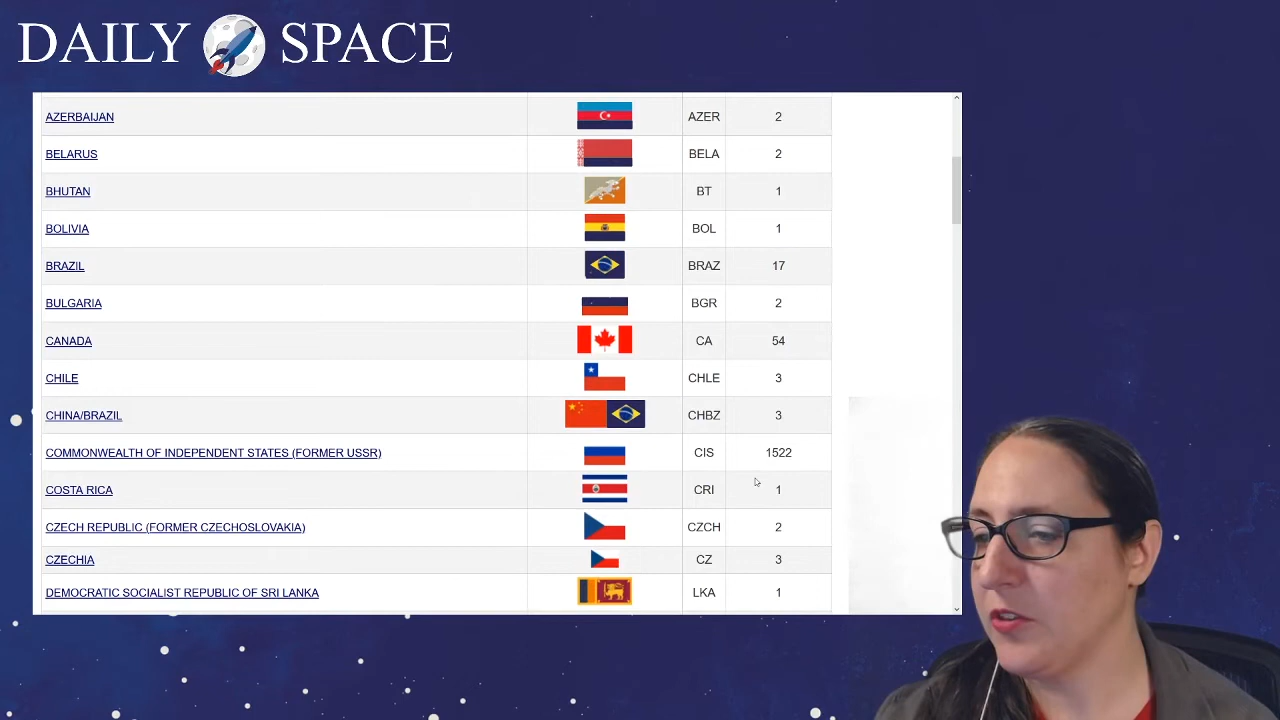 DAILY SPACE
AZERBAIJAN AZER 2
BELARUS BELA 2
BHUTAN BT 1
BOLIVIA BOL 1
BRAZIL BRAZ 17
BULGARIA BGR 2
CANADA CA 54
CHILE CHLE 3
CHINA/BRAZIL CHBZ 3
COMMONWEALTH OF INDEPENDENT STATES (FORMER USSR) CIS 1522
COSTA RICA CRI 1
CZECH REPUBLIC (FORMER CZECHOSLOVAKIA) CZCH 2
CZECHIA CZ 3
DEMOCRATIC SOCIALIST REPUBLIC OF SRI LANKA LKA 1